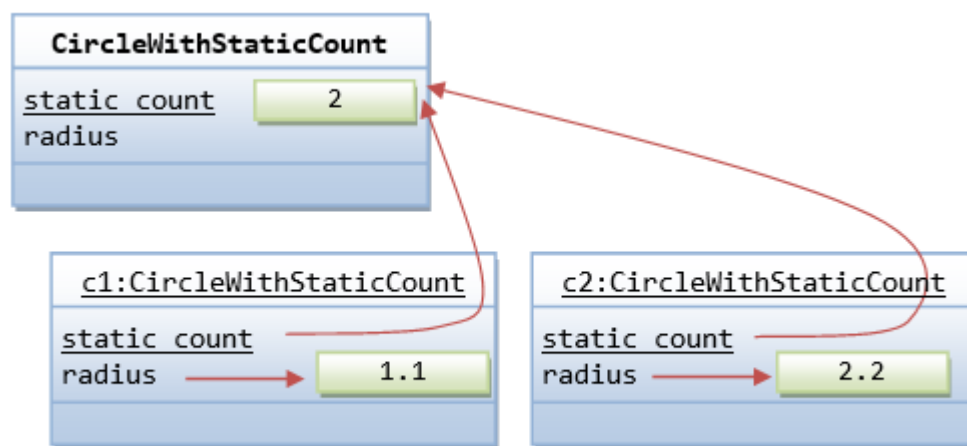 CircleWithStaticCount
static count 2
radius
c1:CircleWithStaticCount
static count
radius 1.1
c2:CircleWithStaticCount
static count
radius 2.2